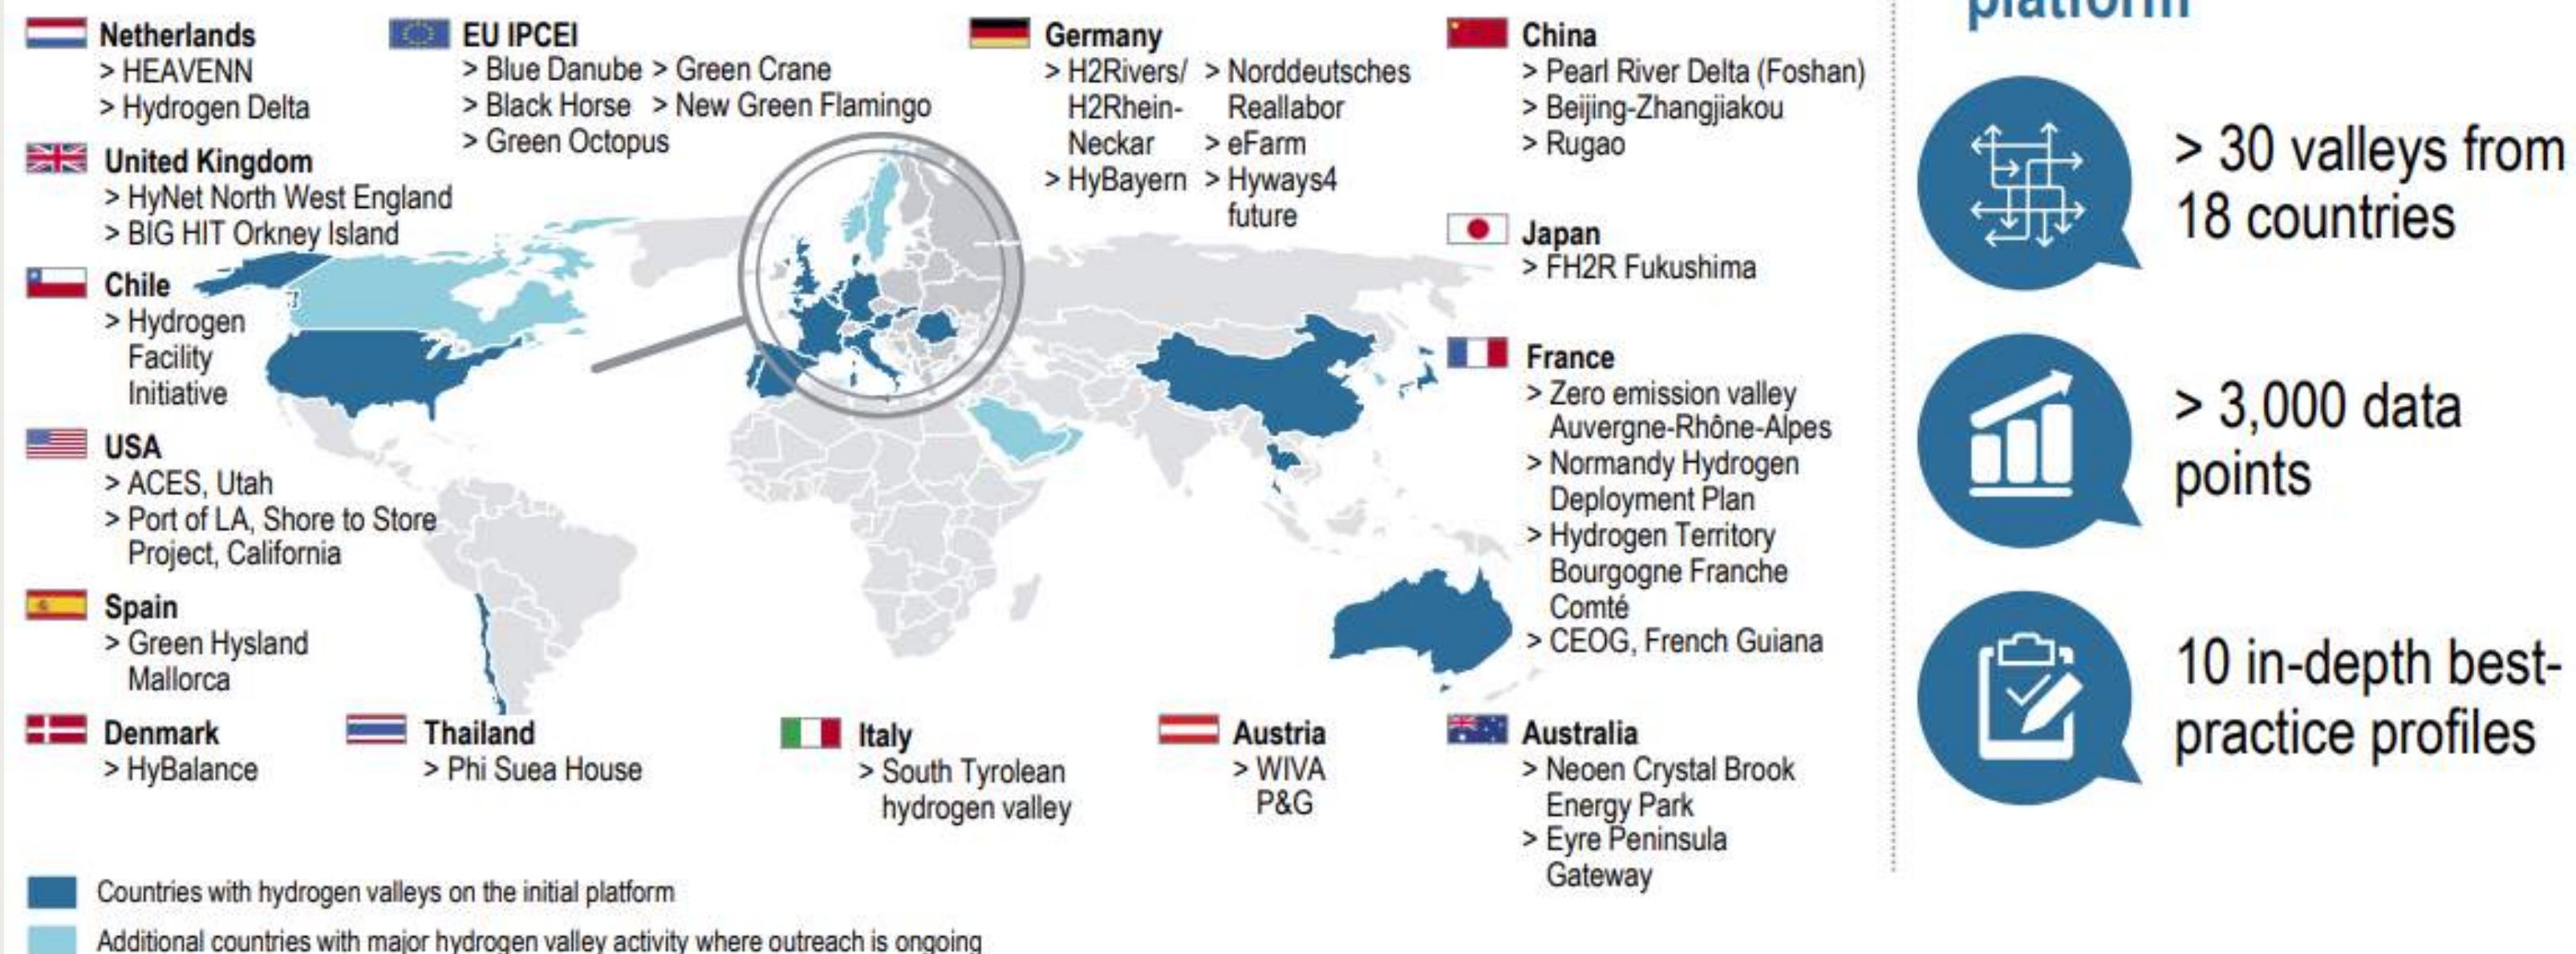 platform
Netherlands
> HEAVENN
> Hydrogen Delta
EU IPCEI
> Blue Danube > Green Crane
> Black Horse > New Green Flamingo
> Green Octopus
Germany
> H2Rivers/
H2Rhein-
Neckar
> HyBayern
> Norddeutsches
Reallabor
> eFarm
> Hyways4
future
China
> Pearl River Delta (Foshan)
> Beijing-Zhangjiakou
> Rugao
United Kingdom
> HyNet North West England
> BIG HIT Orkney Island
Japan
> FH2R Fukushima
Chile
> Hydrogen
Facility
Initiative
France
> Zero emission valley
Auvergne-Rhône-Alpes
> Normandy Hydrogen
Deployment Plan
> Hydrogen Territory
Bourgogne Franche
Comté
> CEOG, French Guiana
USA
> ACES, Utah
> Port of LA, Shore to Store
Project, California
Spain
> Green Hysland
Mallorca
Denmark
> HyBalance
Thailand
> Phi Suea House
Italy
> South Tyrolean
hydrogen valley
Austria
> WIVA
P&G
Australia
> Neoen Crystal Brook
Energy Park
> Eyre Peninsula
Gateway
Countries with hydrogen valleys on the initial platform
Additional countries with major hydrogen valley activity where outreach is ongoing
> 30 valleys from
18 countries
> 3,000 data
points
10 in-depth best-
practice profiles